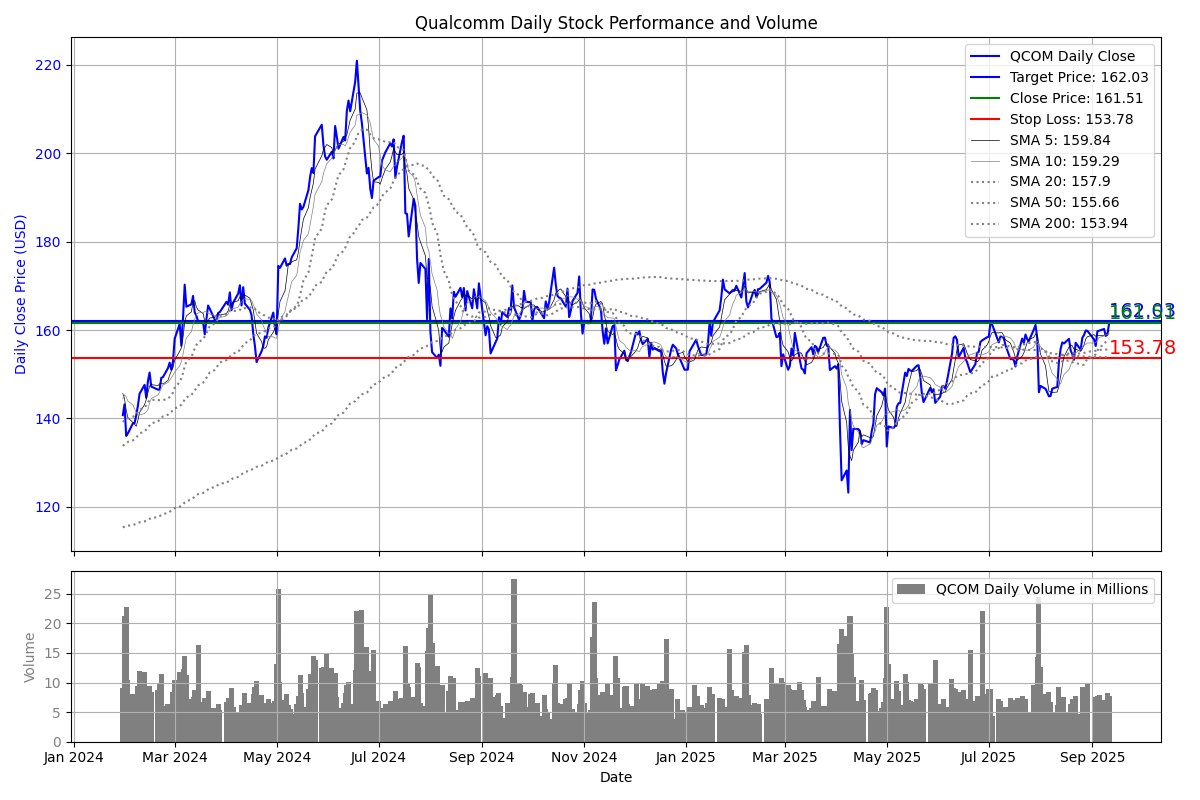 Qualcomm Daily Stock Performance and Volume
Daily Close Price (USD)
220
200
180
160
140
120
QCOM Daily Close
Target Price: 162.03
Close Price: 161.51
Stop Loss: 153.78
SMA 5: 159.84
SMA 10: 159.29
SMA 20: 157.9
SMA 50: 155.66
SMA 200: 153.94
162.03
161.51
153.78
Volume
25
20
15
10
5
0
QCOM Daily Volume in Millions
Jan 2024 Mar 2024 May 2024 Jul 2024 Sep 2024 Nov 2024 Jan 2025 Mar 2025 May 2025 Jul 2025 Sep 2025
Date